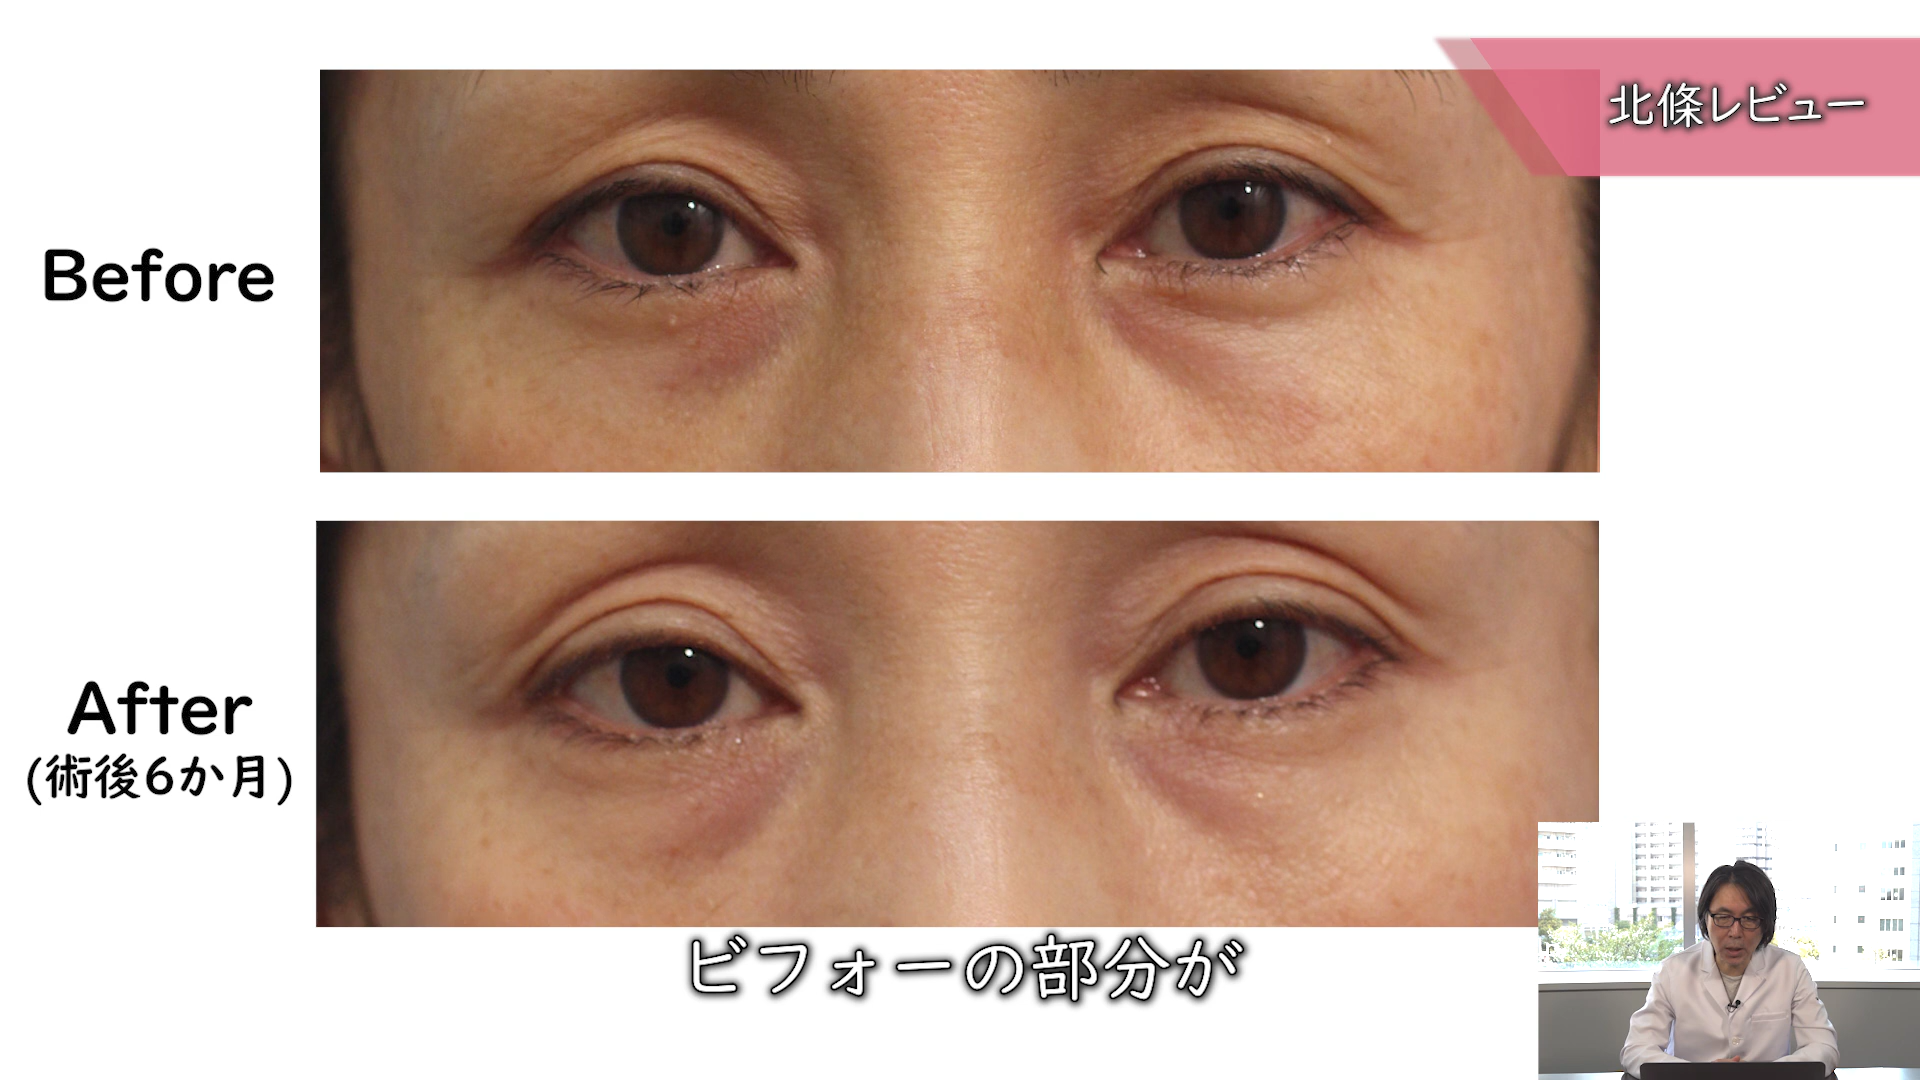 北條レビュー
Before
After
(術後6か月)
ビフォーの部分が